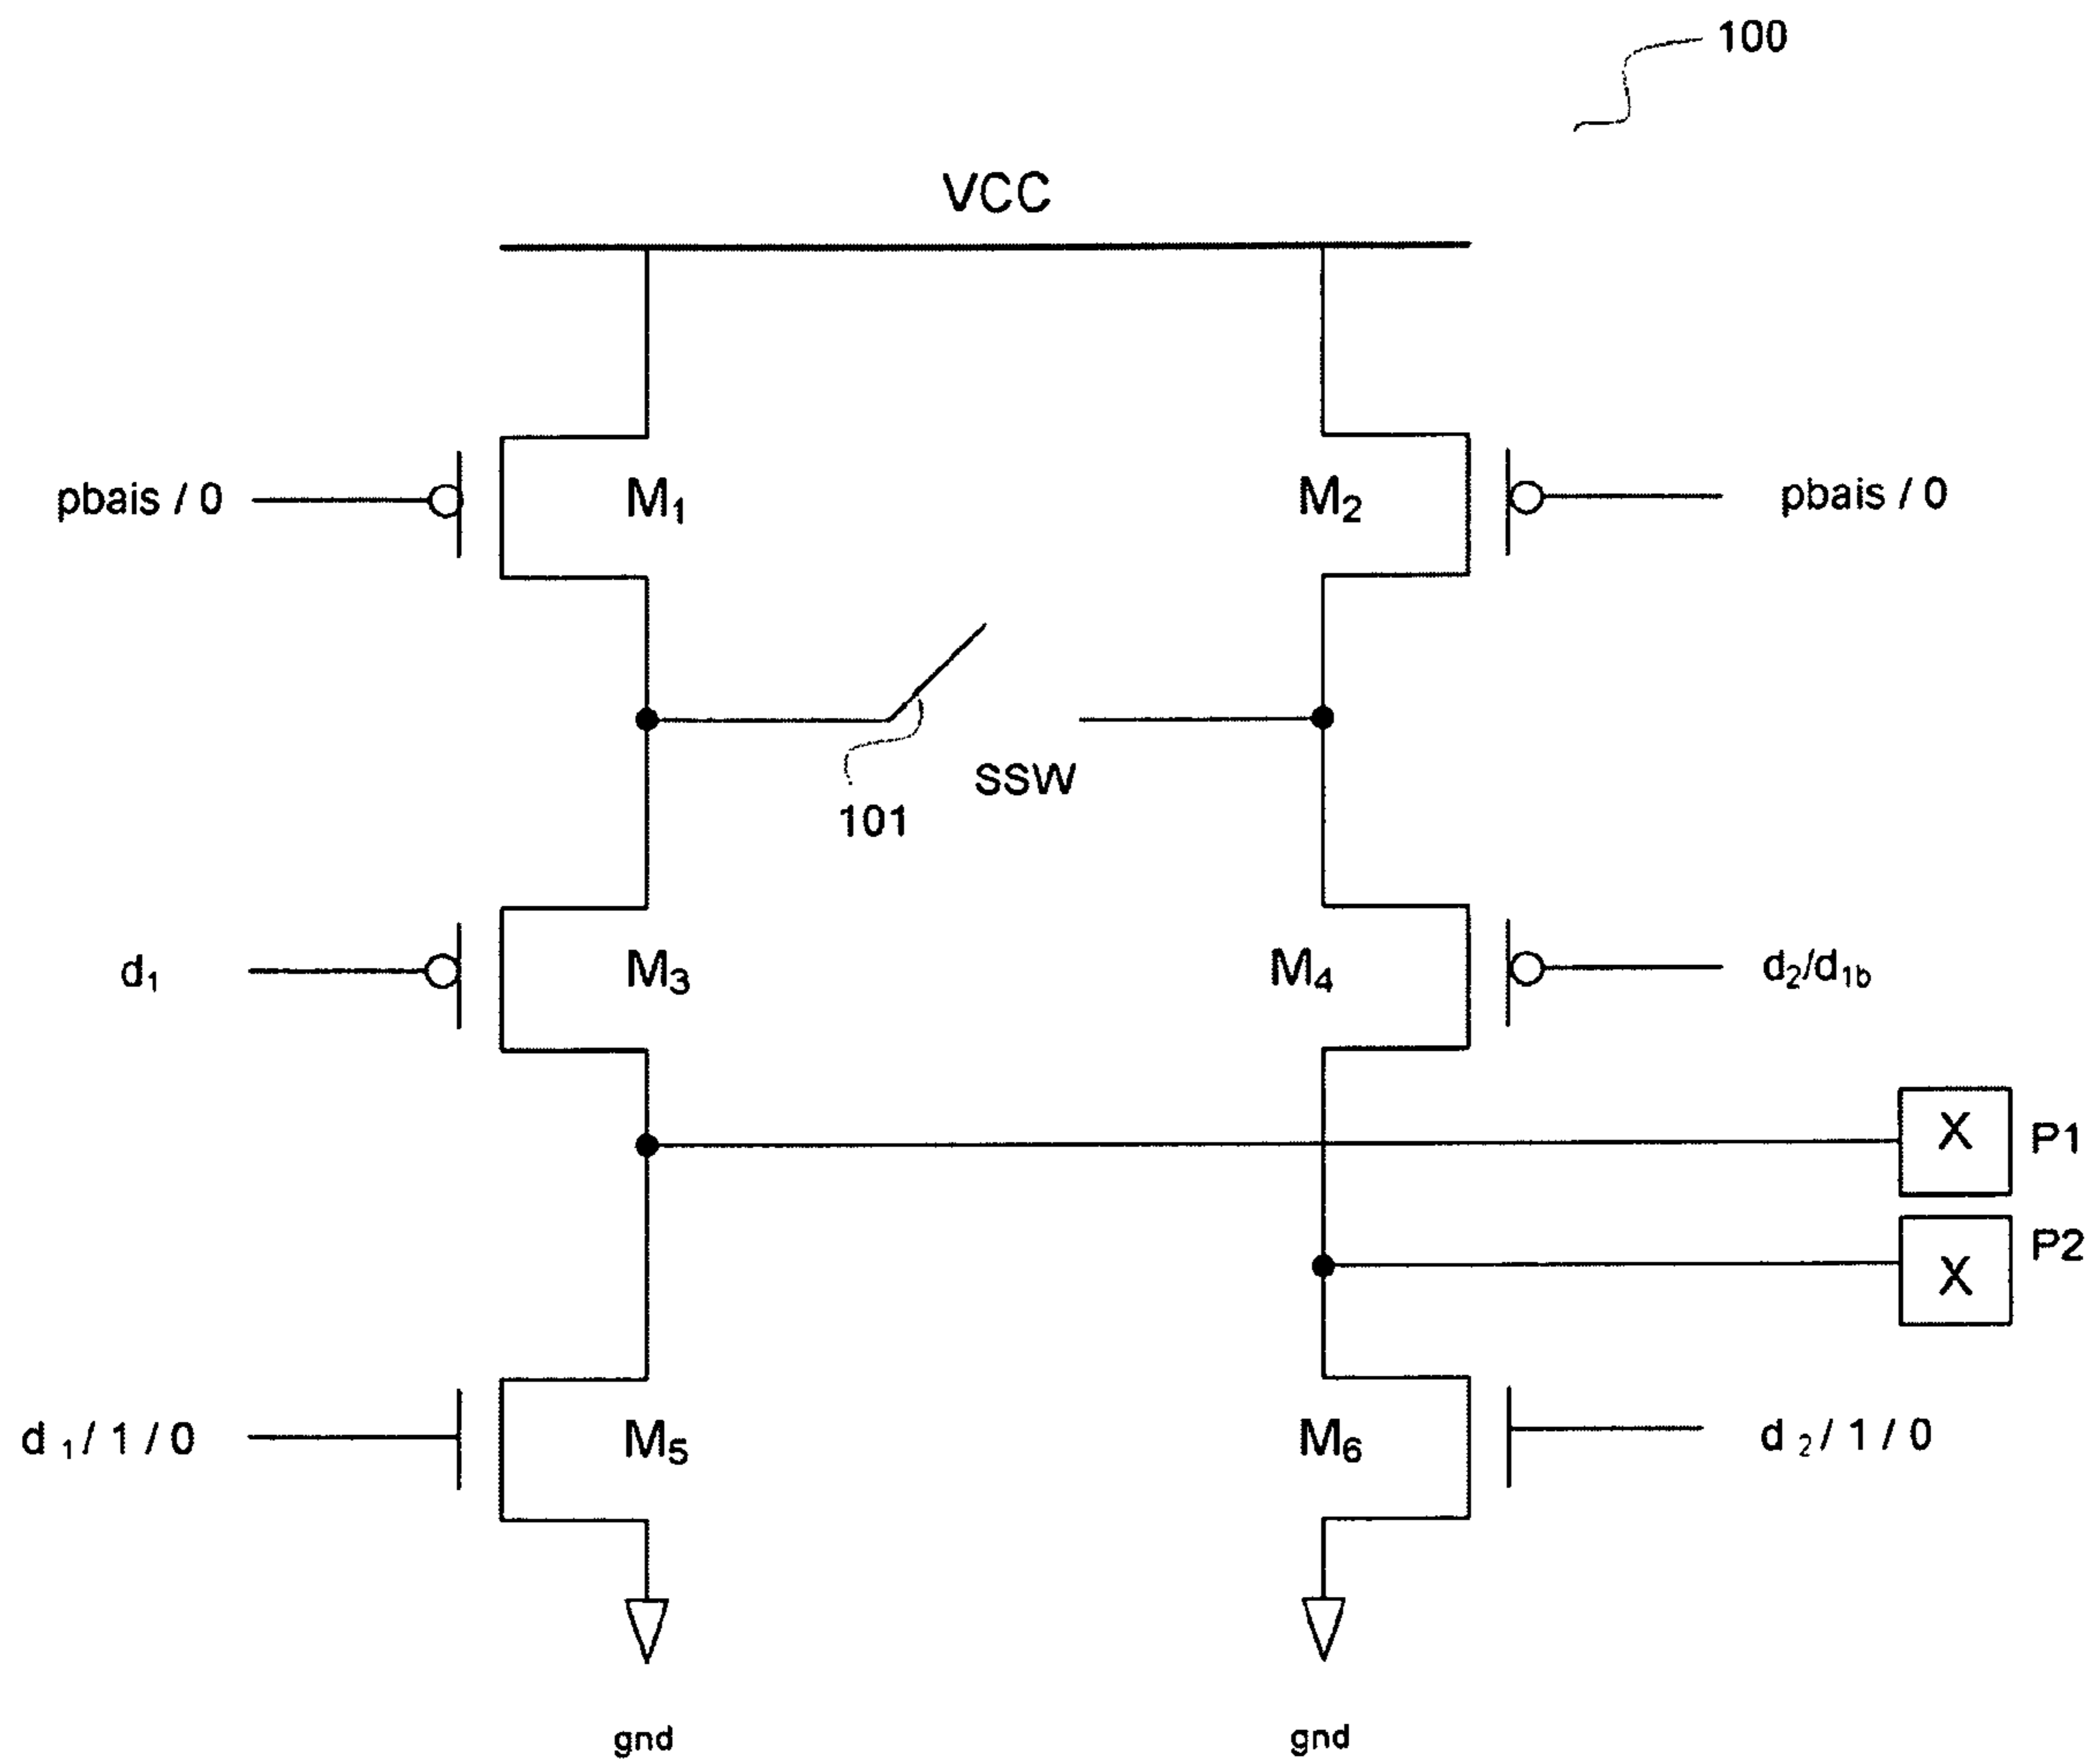 100
VCC
pbais / 0
M1
M2
pbais / 0
SSW
101
d1
M3
M4
d2/d1b
X
P1
X
P2
d 1 / 1 / 0
M5
M6
d 2 / 1 / 0
gnd
gnd